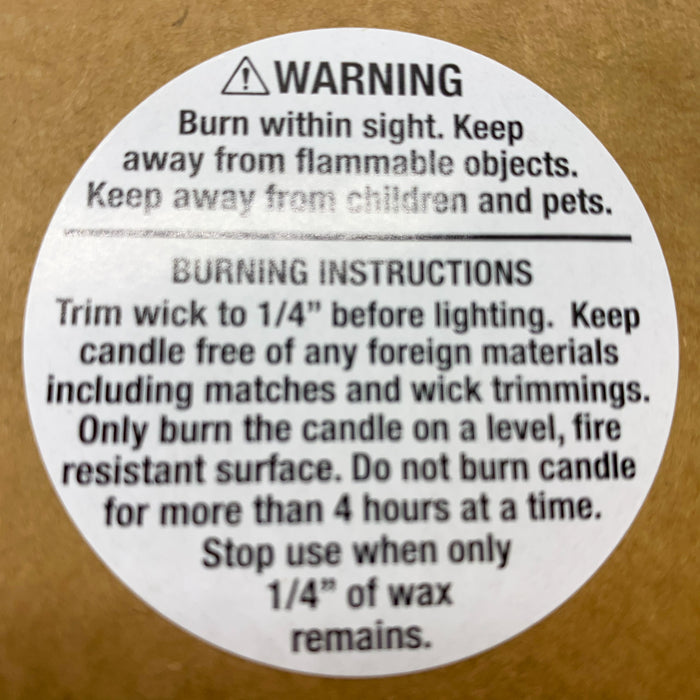 ⚠ WARNING
Burn within sight. Keep
away from flammable objects.
Keep away from children and pets.
BURNING INSTRUCTIONS
Trim wick to 1/4” before lighting. Keep
candle free of any foreign materials
including matches and wick trimmings.
Only burn the candle on a level, fire
resistant surface. Do not burn candle
for more than 4 hours at a time.
Stop use when only
1/4” of wax
remains.